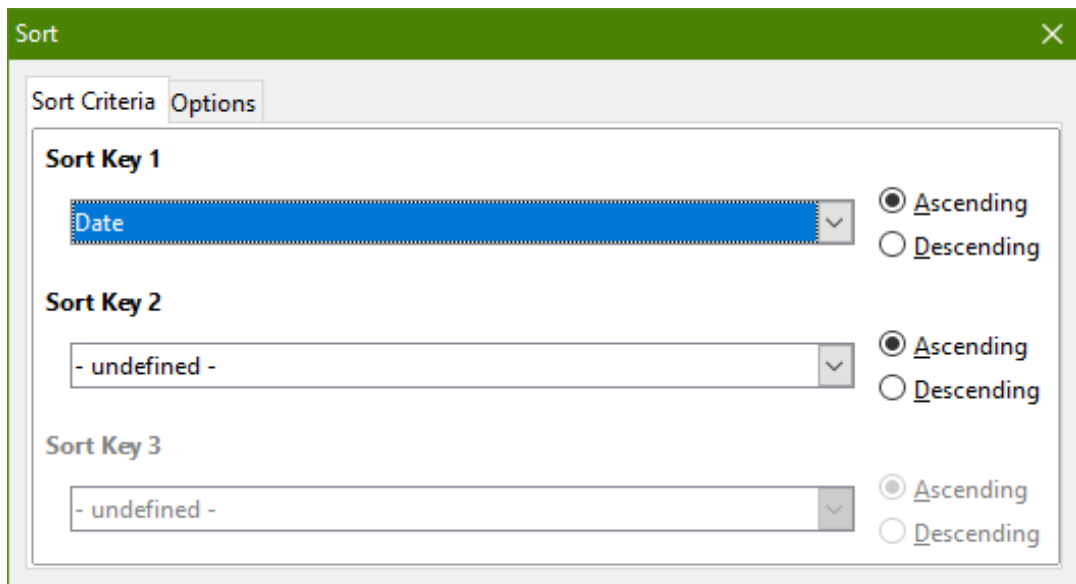 Sort
Sort Criteria Options
Sort Key 1
Date
Ascending
Descending
Sort Key 2
- undefined -
Ascending
Descending
Sort Key 3
- undefined -
Ascending
Descending